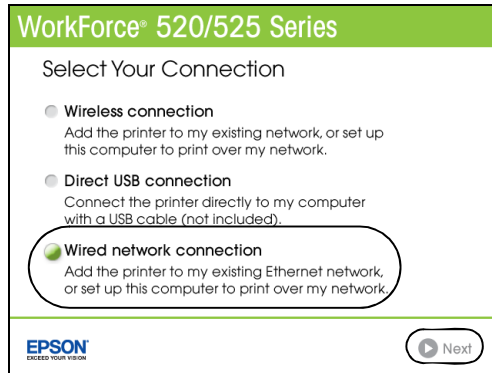 WorkForce® 520/525 Series
Select Your Connection
Wireless connection
Add the printer to my existing network, or set up
this computer to print over my network.
Direct USB connection
Connect the printer directly to my computer
with a USB cable (not included).
Wired network connection
Add the printer to my existing Ethernet network,
or set up this computer to print over my network.
EPSON®
EXCEED YOUR VISION
Next